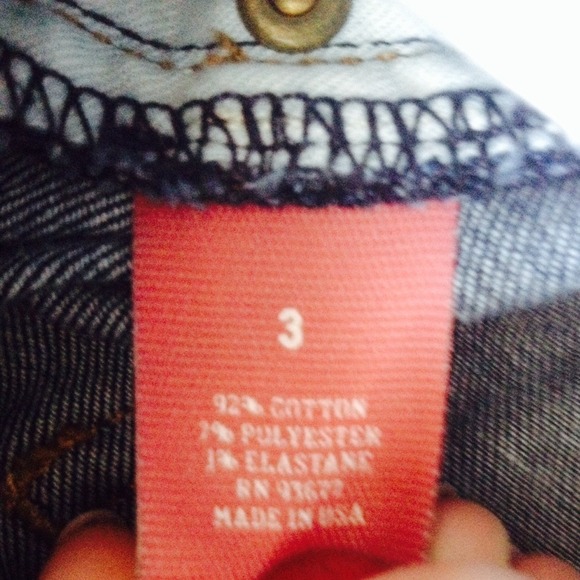 3
92% COTTON
7% POLYESTER
1% ELASTANE
RN 93677
MADE IN USA